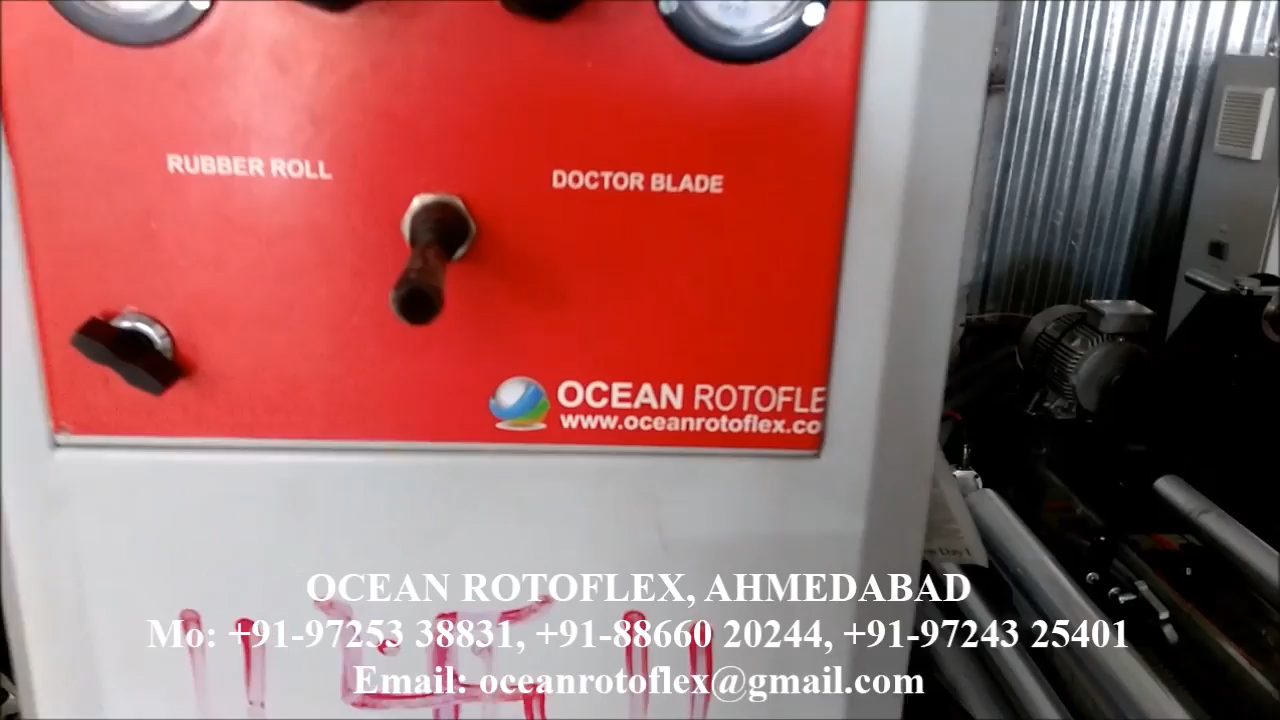 RUBBER ROLL
DOCTOR BLADE
OCEAN ROTOFLE
www.oceanrotoflex.co
OCEAN ROTOFLEX, AHMEDABAD
Mo: +91-97253 38831, +91-88660 20244, +91-97243 25401
Email: oceanrotoflex@gmail.com